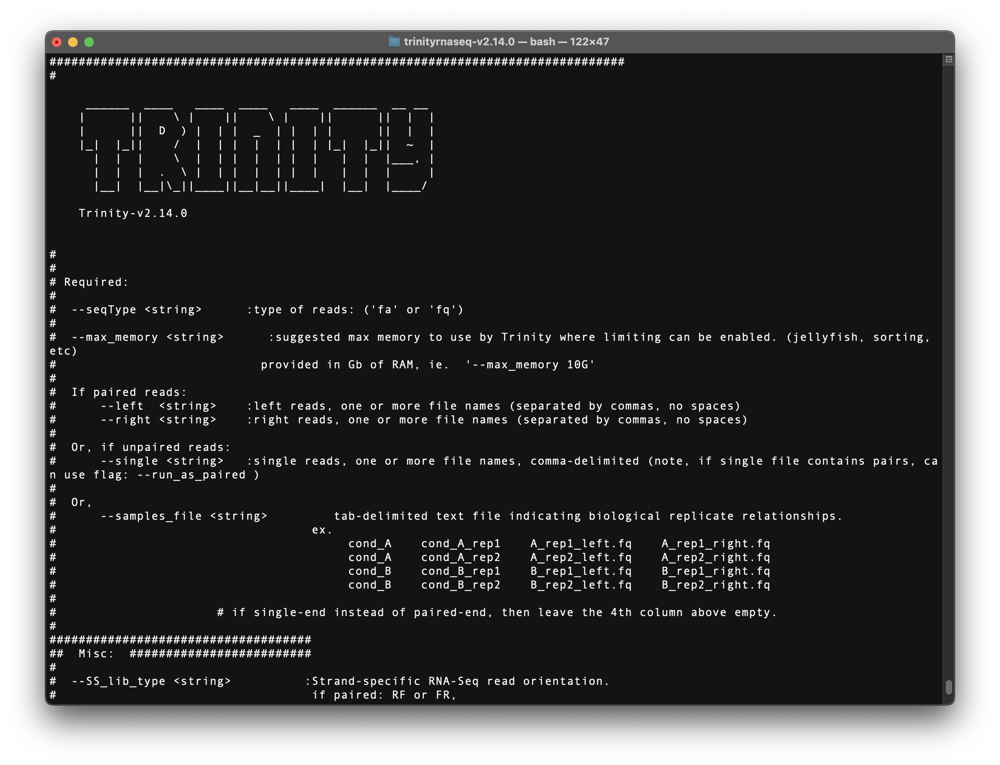 trinityrnaseq-v2.14.0 — bash — 122×47
###############################################################################
#


     ______  ____   ____  ____   ____  ______  __ __
    |      ||    \ |    ||    \ |    ||      ||  |  |
    |      ||  D  ) |  | |  _  | |  | |      ||  |  |
    |_|  |_||    /  |  | |  |  | |  | |_|  |_||  ~  |
      |  |  |    \  |  | |  |  | |  |   |  |  |___, |
      |  |  |  .  \ |  | |  |  | |  |   |  |  |     |
      |__|  |__|\_||____||__|__||____|  |__|  |____/

    Trinity-v2.14.0


#
#
# Required:
#
#  --seqType <string>      :type of reads: ('fa' or 'fq')
#
#  --max_memory <string>      :suggested max memory to use by Trinity where limiting can be enabled. (jellyfish, sorting,
etc)
#                            provided in Gb of RAM, ie.  '--max_memory 10G'
#
#  If paired reads:
#      --left  <string>    :left reads, one or more file names (separated by commas, no spaces)
#      --right <string>    :right reads, one or more file names (separated by commas, no spaces)
#
#  Or, if unpaired reads:
#      --single <string>   :single reads, one or more file names, comma-delimited (note, if single file contains pairs, ca
n use flag: --run_as_paired )
#
#  Or,
#      --samples_file <string>         tab-delimited text file indicating biological replicate relationships.
#                                   ex.
#                                        cond_A    cond_A_rep1    A_rep1_left.fq    A_rep1_right.fq
#                                        cond_A    cond_A_rep2    A_rep2_left.fq    A_rep2_right.fq
#                                        cond_B    cond_B_rep1    B_rep1_left.fq    B_rep1_right.fq
#                                        cond_B    cond_B_rep2    B_rep2_left.fq    B_rep2_right.fq
#
#                      # if single-end instead of paired-end, then leave the 4th column above empty.
#
####################################
##  Misc:  #########################
#
#  --SS_lib_type <string>          :Strand-specific RNA-Seq read orientation.
#                                   if paired: RF or FR,